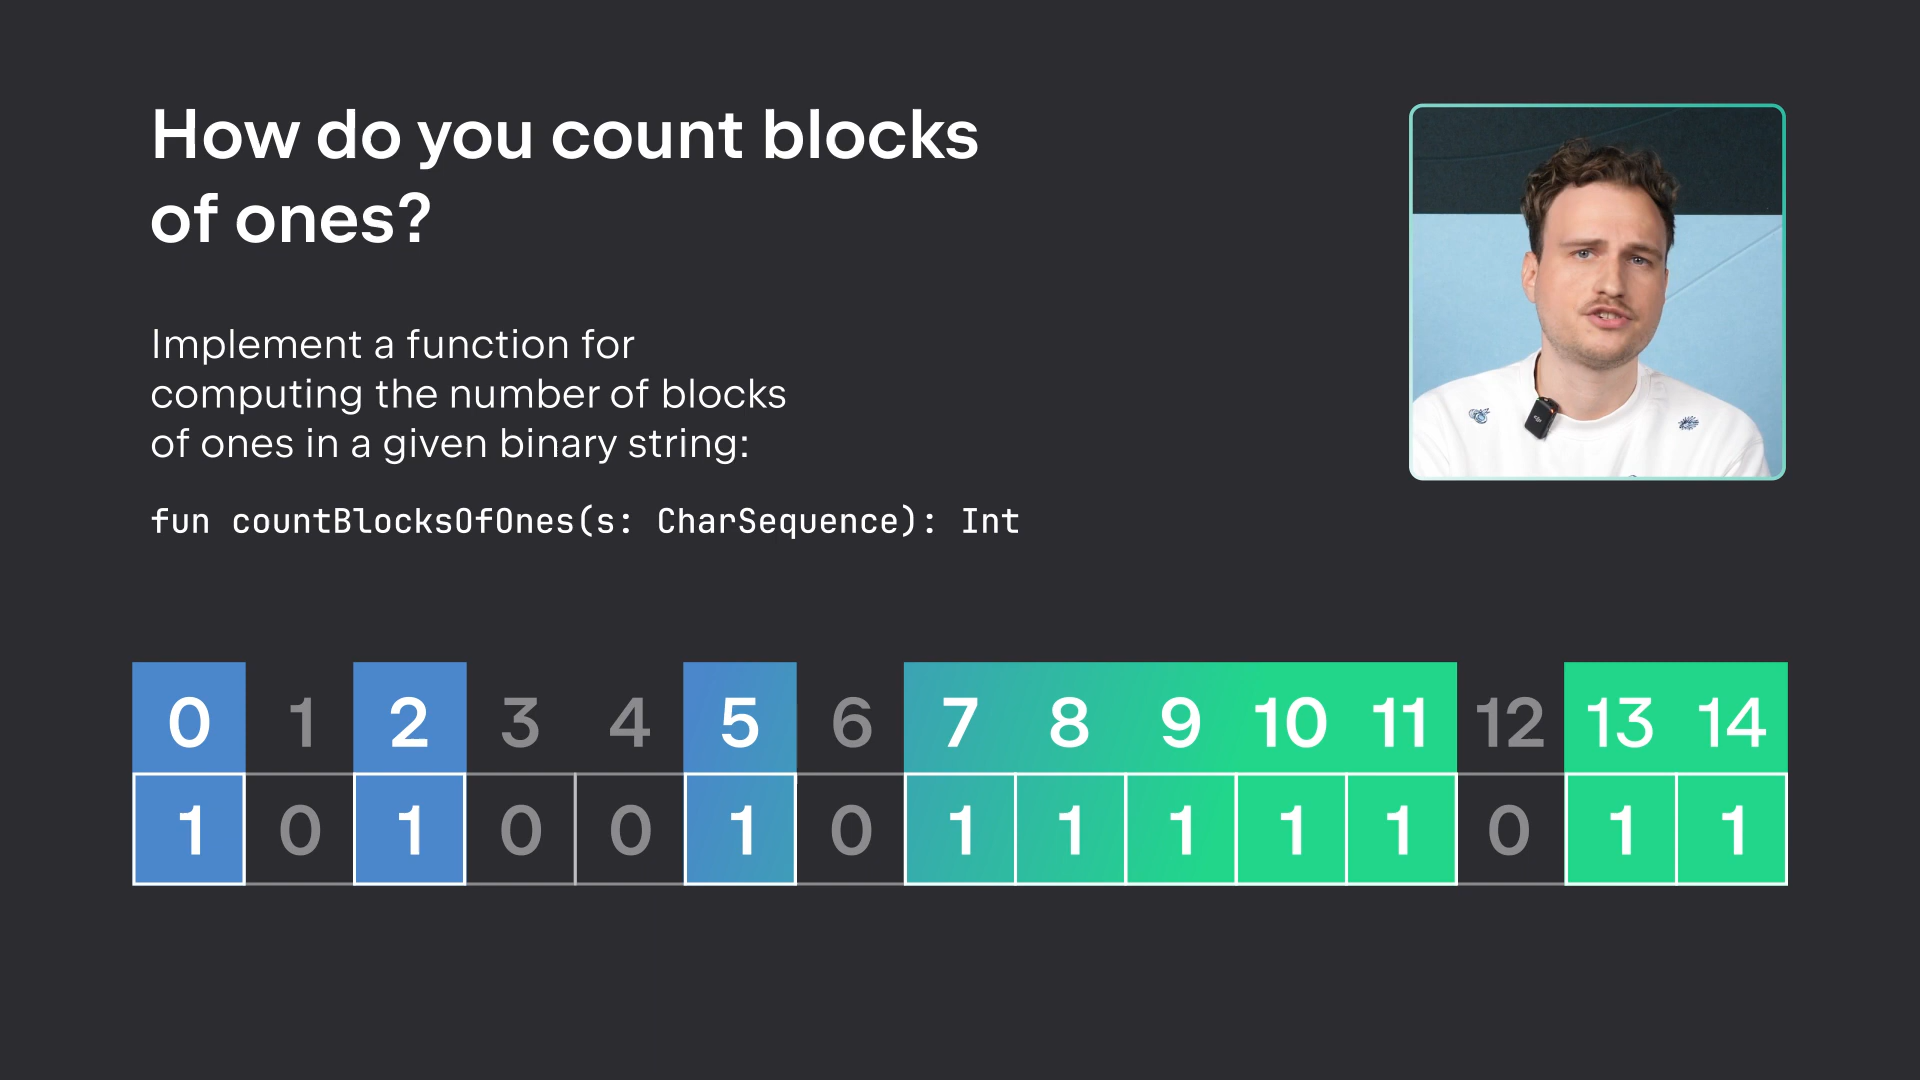 How do you count blocks
of ones?
Implement a function for
computing the number of blocks
of ones in a given binary string:
fun countBlocksOfOnes(s: CharSequence): Int
0 1 2 3 4 5 6 7 8 9 10 11 12 13 14
1 0 1 0 0 1 0 1 1 1 1 1 0 1 1